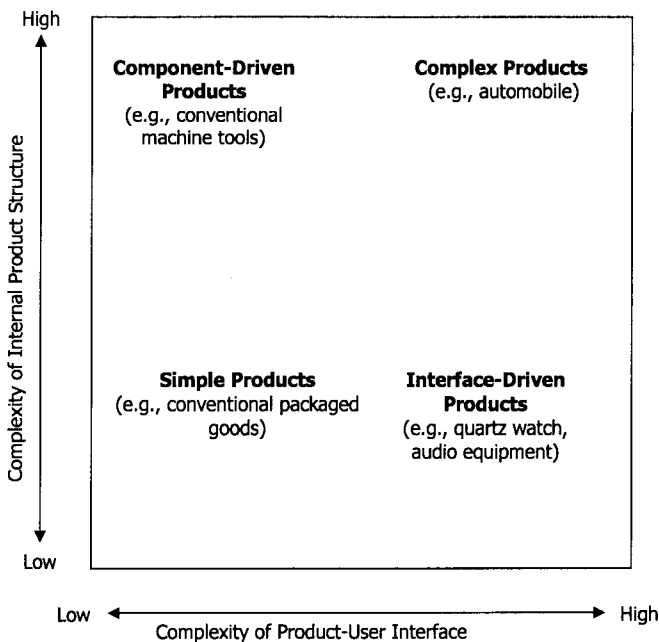 High
Component-Driven
Products
(e.g., conventional
machine tools)
Complex Products
(e.g., automobile)
Complexity of Internal Product Structure
Simple Products
(e.g., conventional packaged
goods)
Interface-Driven
Products
(e.g., quartz watch,
audio equipment)
Low
Low
High
Complexity of Product-User Interface